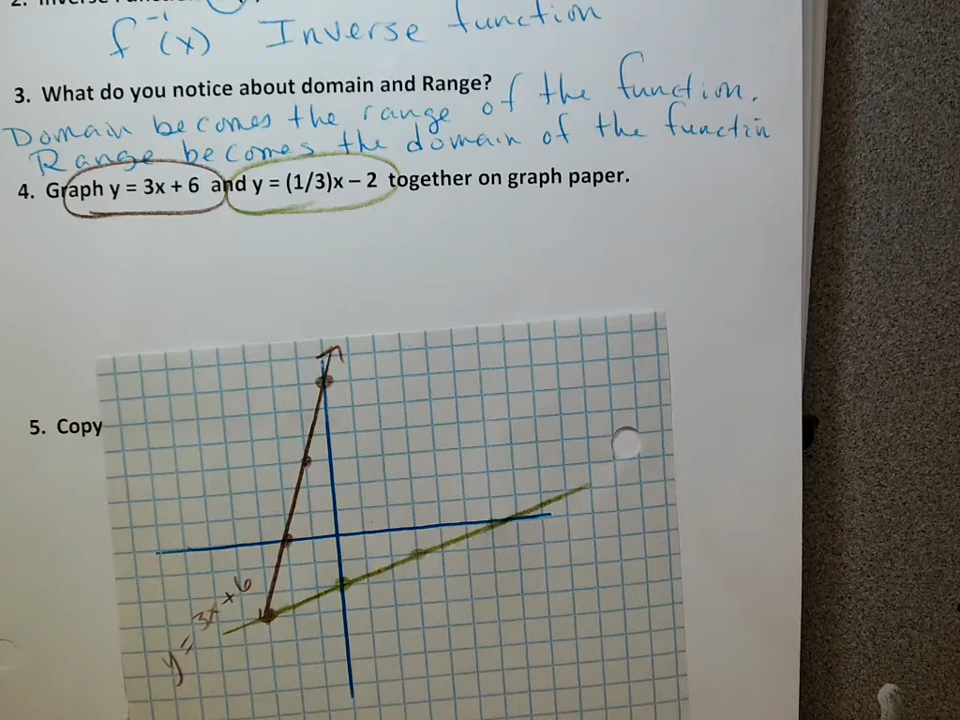 f⁻¹(x) Inverse function
3. What do you notice about domain and Range?
Domain becomes the range of the function.
Range becomes the domain of the functin
4. Graph y = 3x + 6 and y = (1/3)x – 2 together on graph paper.
5. Copy
y = 3x + 6